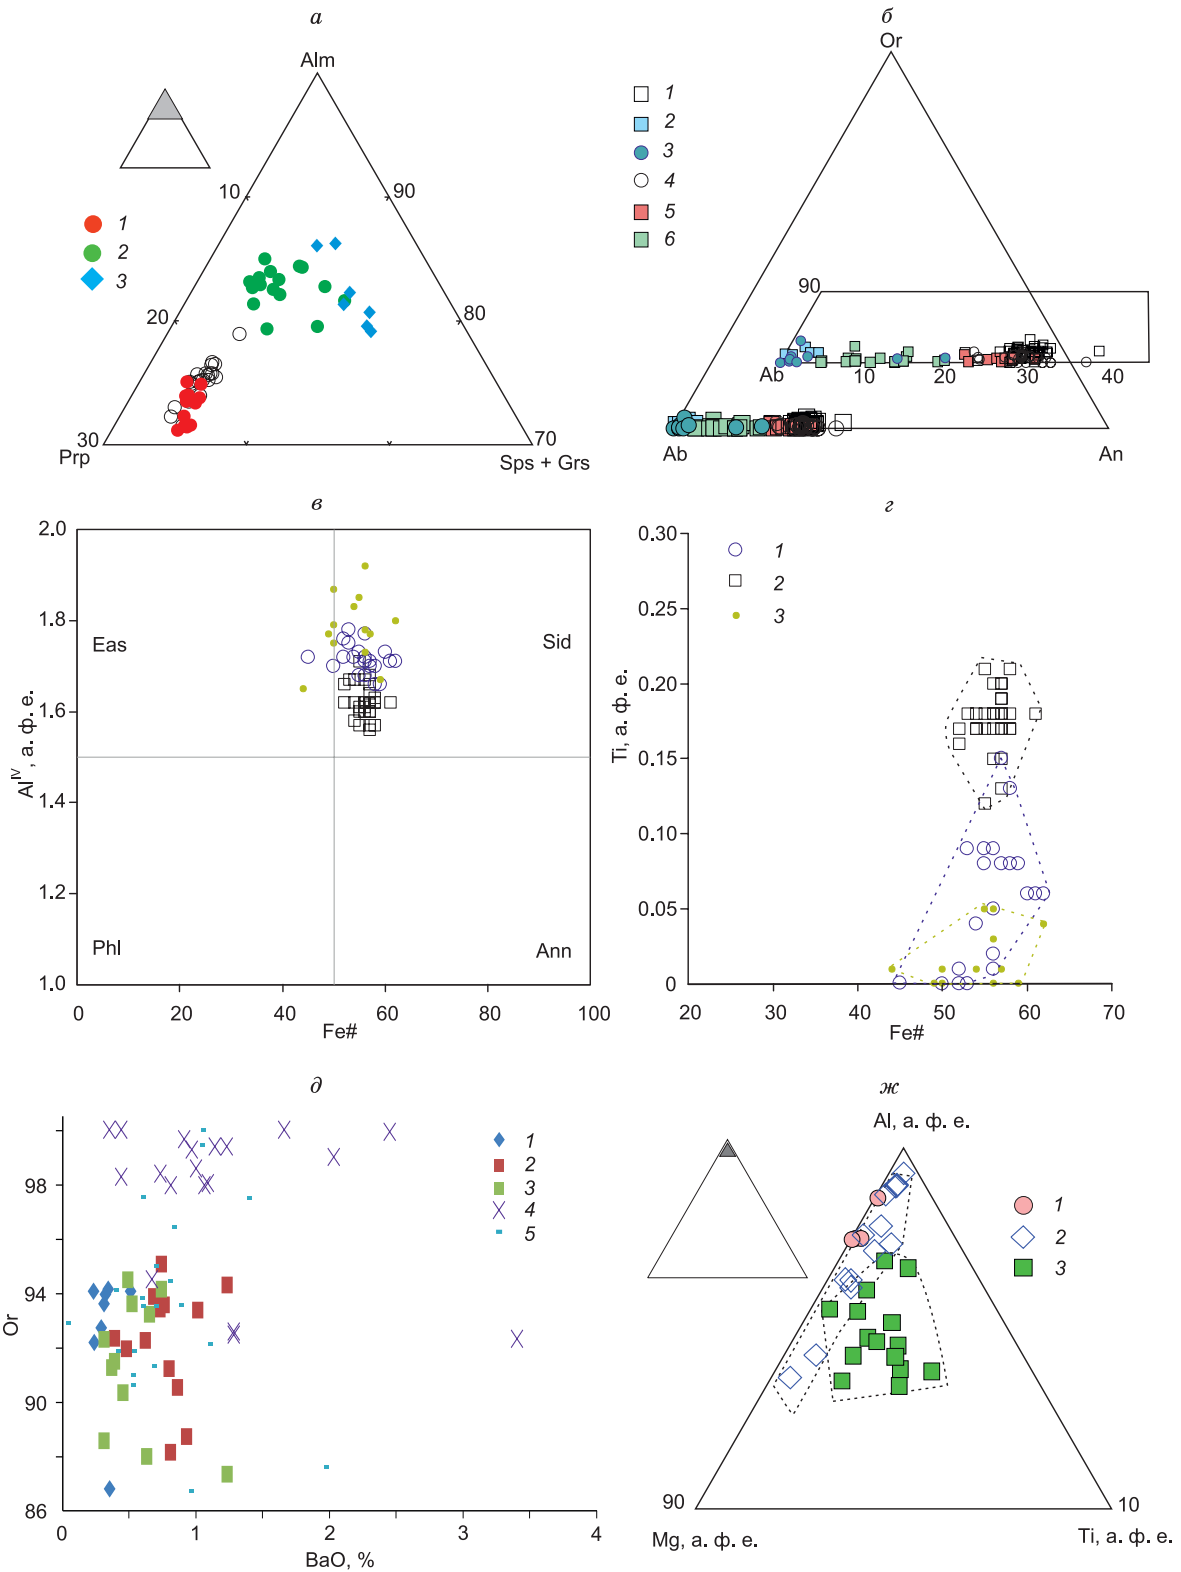 а
Alm
10
90
1
2
3
20
80
30
70
Prp
Sps + Grs
б
Or
1
2
3
4
5
6
90
Ab
10
20
30
40
Ab
An
в
2.0
1.8
1.6
1.4
1.2
1.0
Al^IV, а. ф. е.
Eas
Sid
Phl
Ann
0
20
40
60
80
100
Fe#
г
0.30
0.25
0.20
0.15
0.10
0.05
0
Ti, а. ф. е.
1
2
3
20
30
40
50
60
70
Fe#
д
98
94
90
86
Or
1
2
3
4
5
0
1
2
3
4
BaO, %
ж
Al, а. ф. е.
1
2
3
90
10
Mg, а. ф. е.
Ti, а. ф. е.